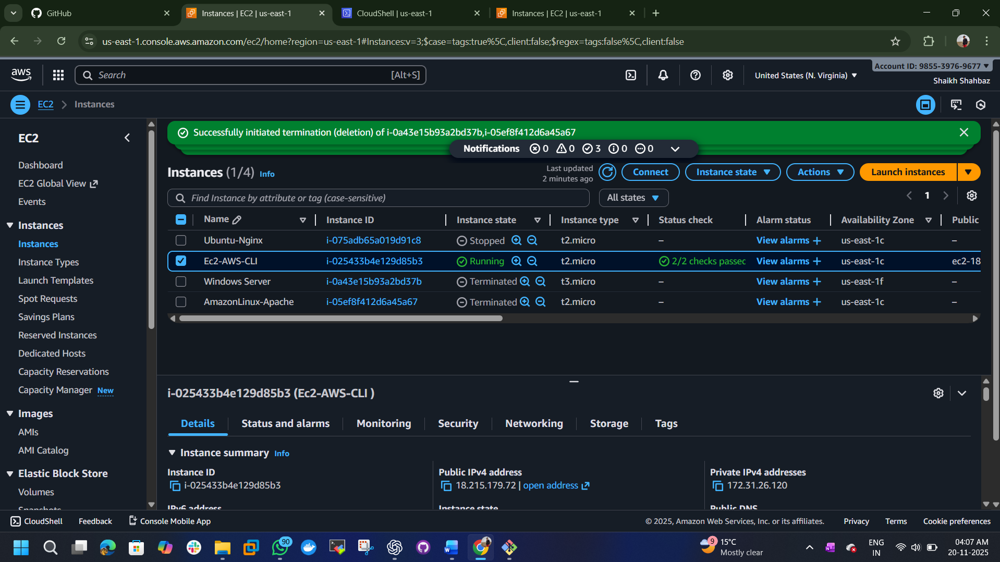 GitHub
Instances | EC2 | us-east-1
CloudShell | us-east-1
Instances | EC2 | us-east-1
us-east-1.console.aws.amazon.com/ec2/home?region=us-east-1#Instances:v=3;$case=tags:true%5C,client:false;$regex=tags:false%5C,client:false
aws
Search
[Alt+S]
United States (N. Virginia)
Account ID: 9855-3976-9677
Shaikh Shahbaz
EC2
Instances
EC2
Dashboard
EC2 Global View
Events
Instances
Instances
Instance Types
Launch Templates
Spot Requests
Savings Plans
Reserved Instances
Dedicated Hosts
Capacity Reservations
Capacity Manager New
Images
AMIs
AMI Catalog
Elastic Block Store
Volumes
Snapshots
Successfully initiated termination (deletion) of i-0a43e15b93a2bd37b,i-05ef8f412d6a45a67
Notifications 0 0 3 0 0
Instances (1/4) Info
Last updated
2 minutes ago
Connect
Instance state
Actions
Launch instances
Find Instance by attribute or tag (case-sensitive)
All states
1
Name Instance ID Instance state Instance type Status check Alarm status Availability Zone Public
Ubuntu-Nginx i-075adb65a019d91c8 Stopped t2.micro – View alarms + us-east-1c –
Ec2-AWS-CLI i-025433b4e129d85b3 Running t2.micro 2/2 checks passec View alarms + us-east-1c ec2-18
Windows Server i-0a43e15b93a2bd37b Terminated t3.micro – View alarms + us-east-1f –
AmazonLinux-Apache i-05ef8f412d6a45a67 Terminated t2.micro – View alarms + us-east-1c –
i-025433b4e129d85b3 (Ec2-AWS-CLI )
Details
Status and alarms
Monitoring
Security
Networking
Storage
Tags
Instance summary Info
Instance ID
i-025433b4e129d85b3
Public IPv4 address
18.215.179.72 | open address
Private IPv4 addresses
172.31.26.120
IPv6 address
Instance state
Public DNS
CloudShell
Feedback
Console Mobile App
© 2025, Amazon Web Services, Inc. or its affiliates.
Privacy
Terms
Cookie preferences
90
9
15°C
Mostly clear
ENG
IN
04:07 AM
20-11-2025